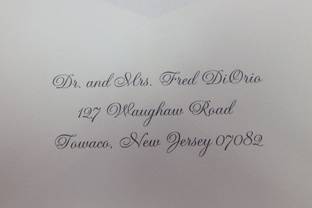 Dr. and Mrs. Fred DiOrio
127 Waughaw Road
Towaco, New Jersey 07082